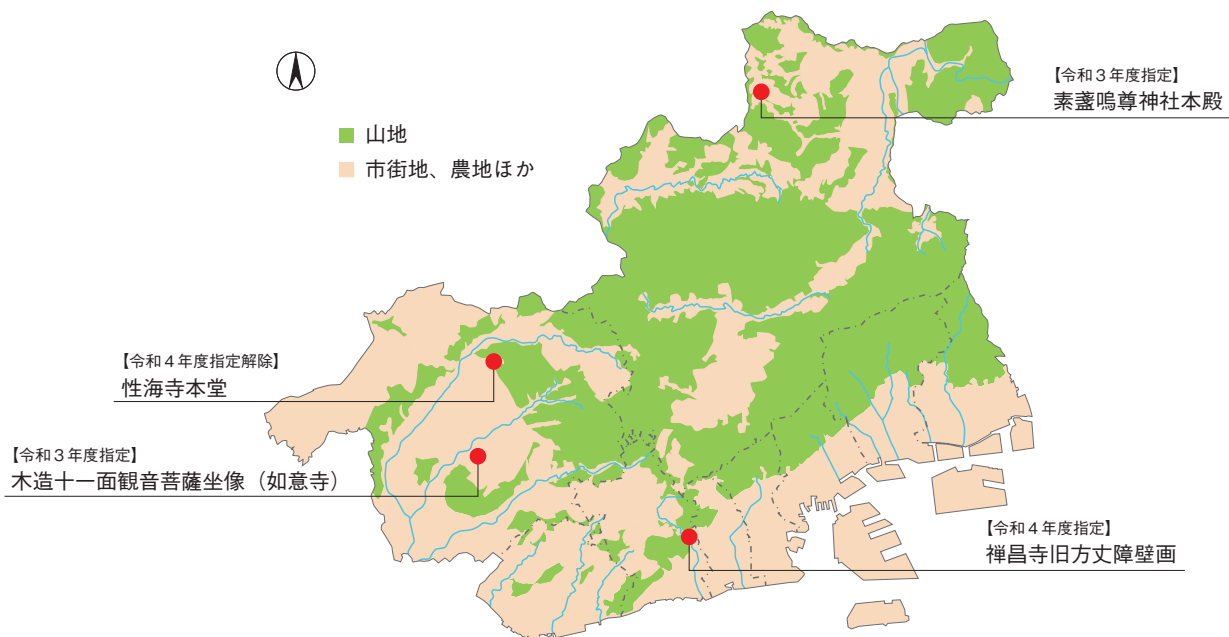 【令和3年度指定】
素盞嗚尊神社本殿
山地
市街地、農地ほか
【令和4年度指定解除】
性海寺本堂
【令和3年度指定】
木造十一面観音菩薩坐像（如意寺）
【令和4年度指定】
禅昌寺旧方丈障壁画